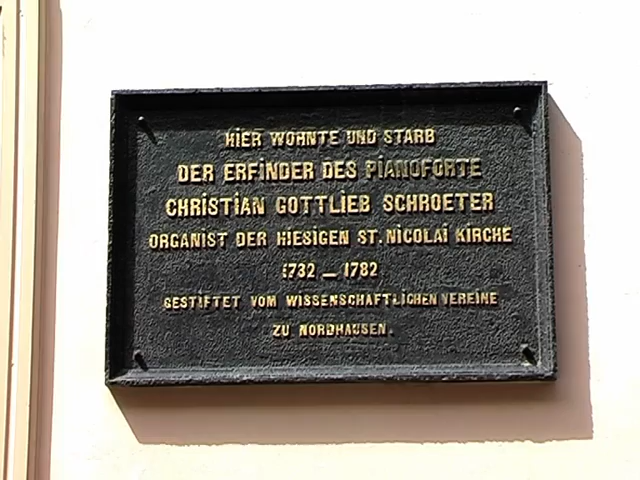 HIER WOHNTE UND STARB
DER ERFINDER DES PIANOFORTE
CHRISTIAN GOTTLIEB SCHROETER
ORGANIST DER HIESIGEN ST. NICOLAI KIRCHE
1732 – 1782
GESTIFTET VOM WISSENSCHAFTLICHEN VEREINE
ZU NORDHAUSEN.